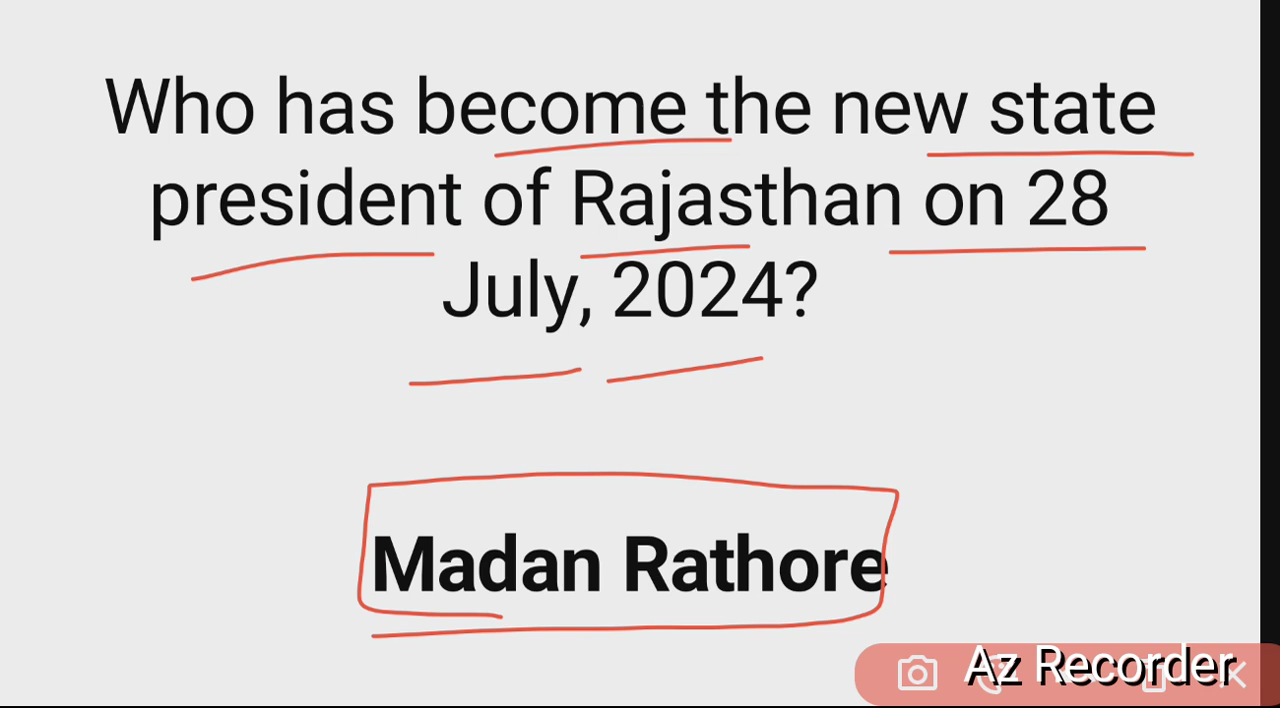 Who has become the new state
president of Rajasthan on 28
July, 2024?
Madan Rathore
Az Recorder